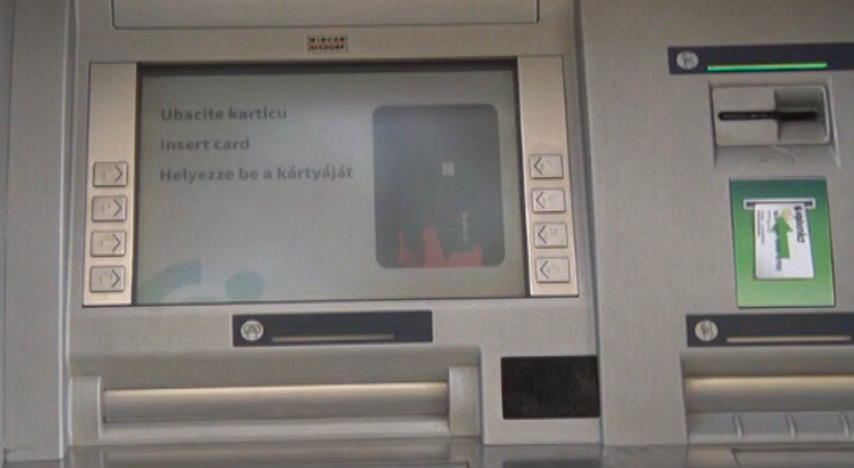 WINCOR
NIXDORF
Ubacite karticu
Insert card
Helyezze be a kártyáját